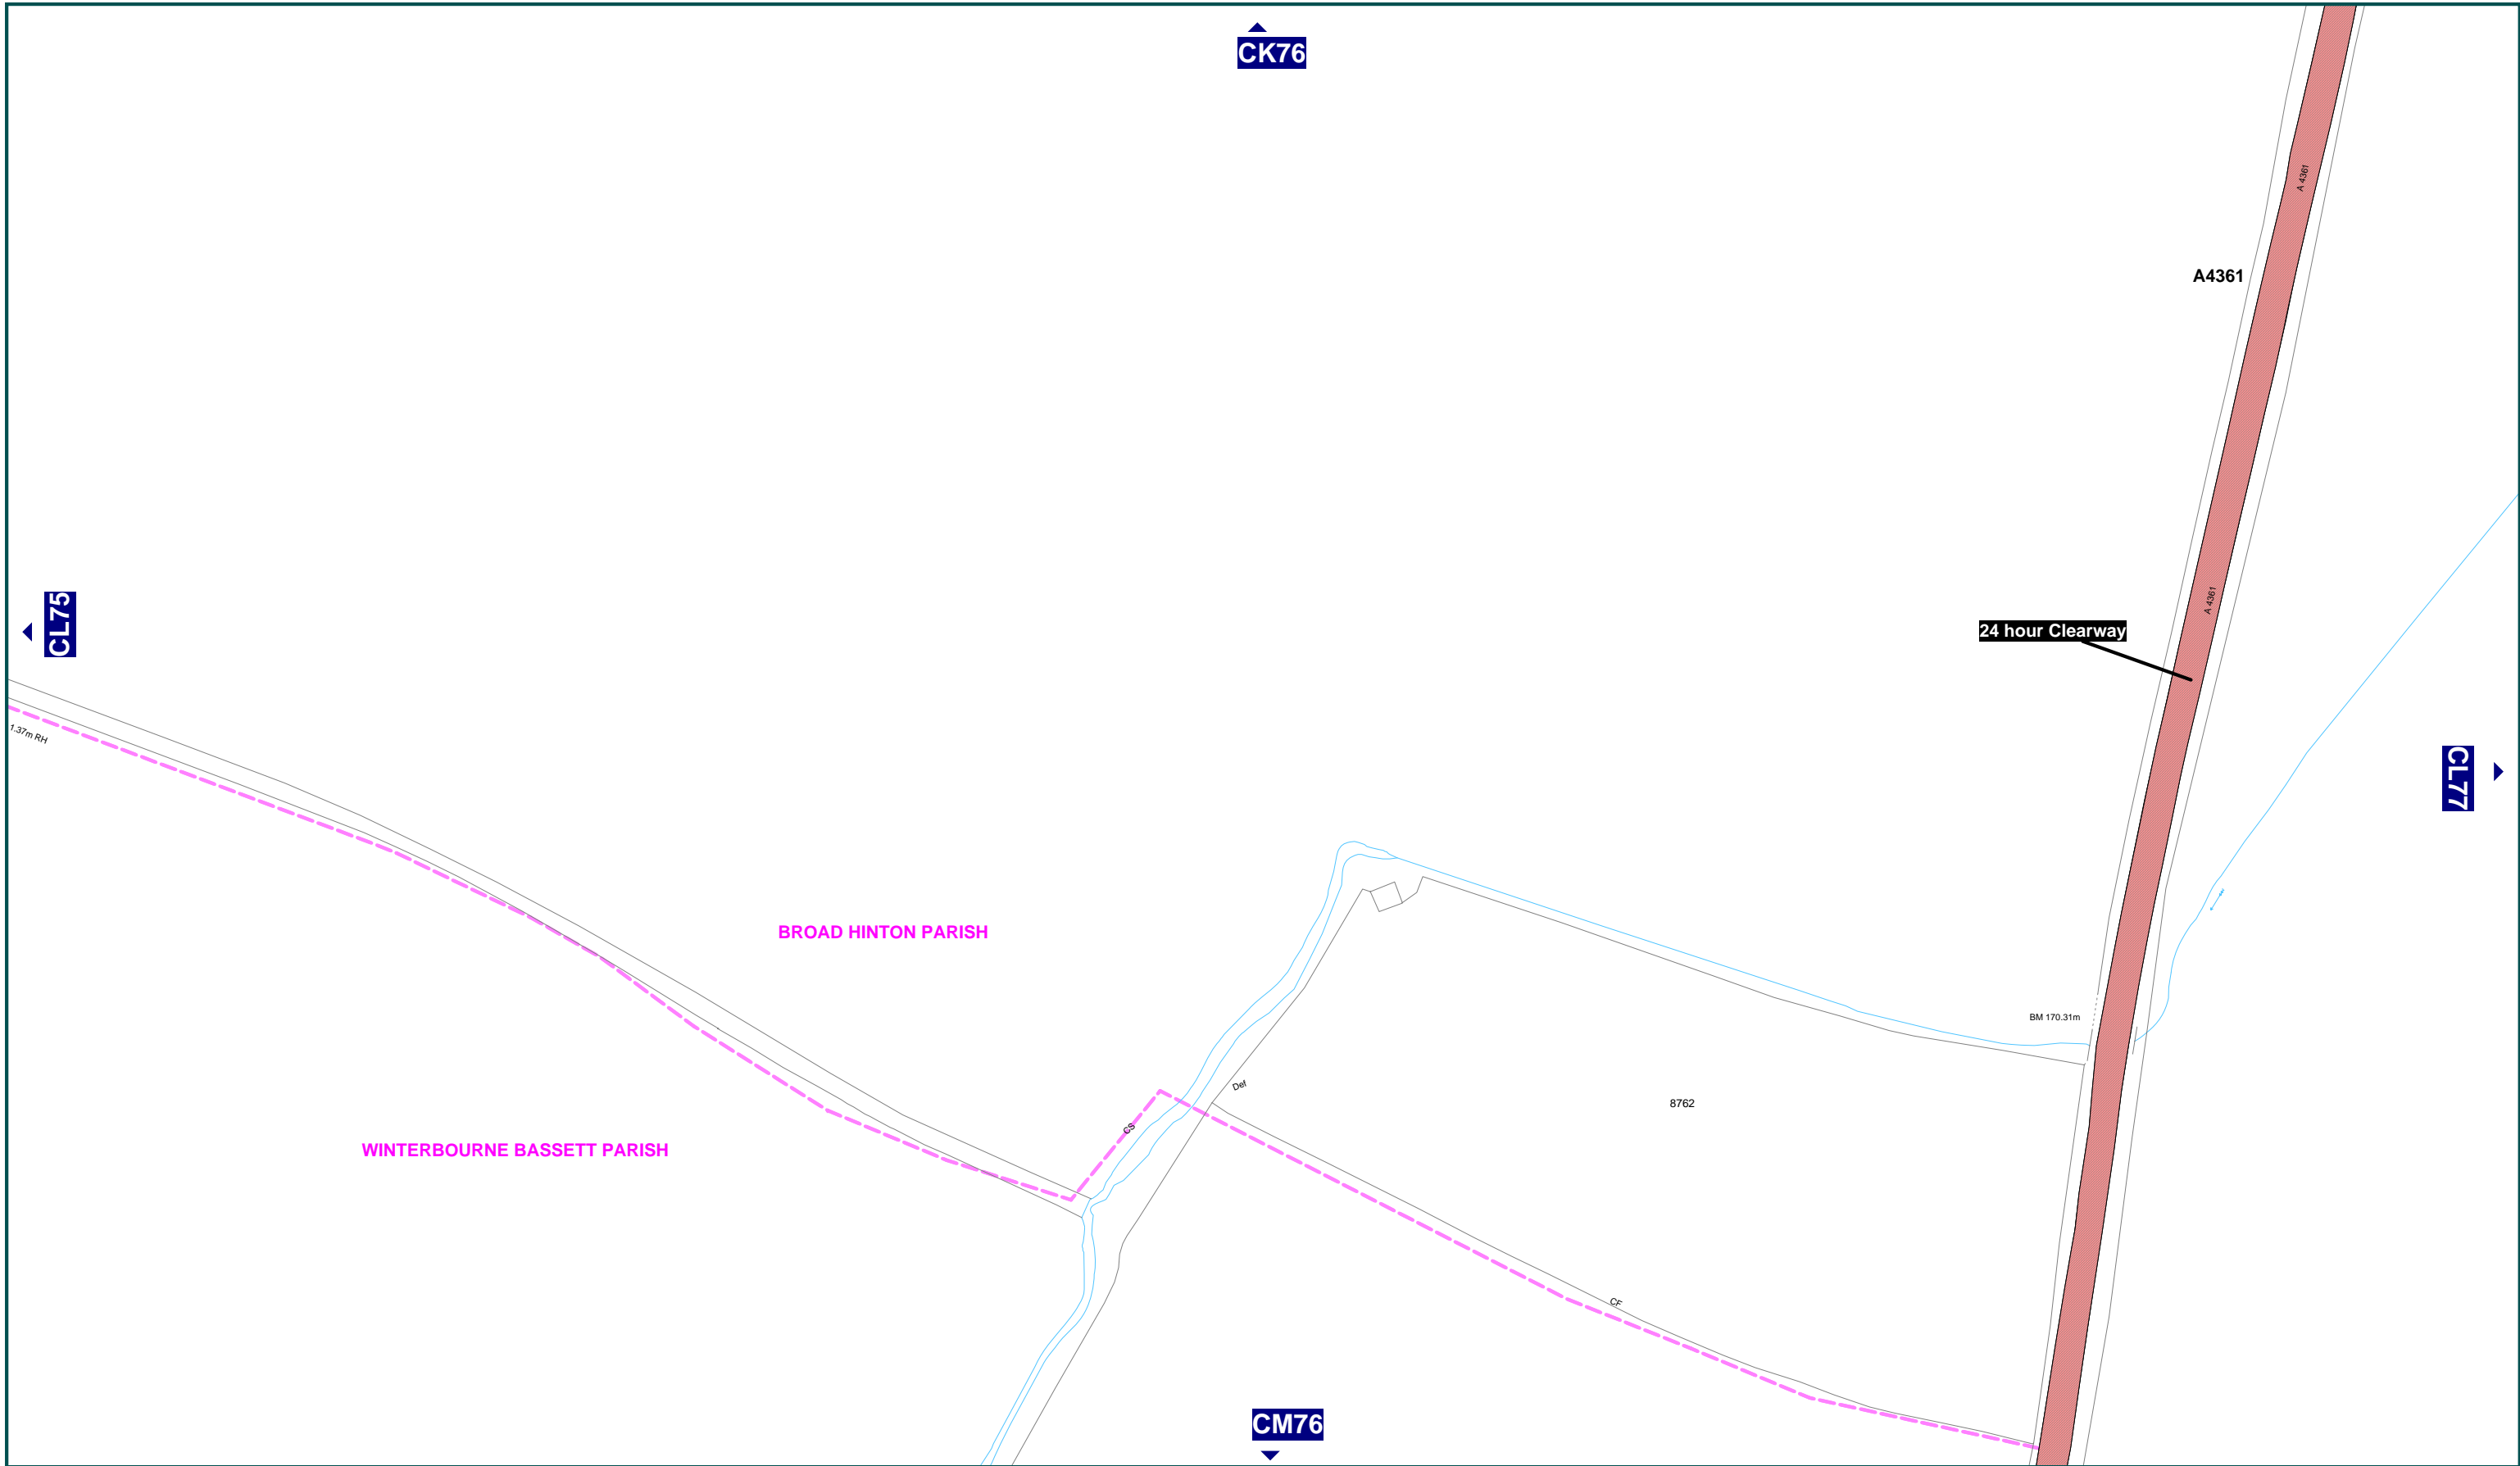 CK76
A 4361
A4361
CL75
A 4361
24 hour Clearway
1.37m RH
CL77
BROAD HINTON PARISH
BM 170.31m
Def
8762
CS
WINTERBOURNE BASSETT PARISH
CF
CM76